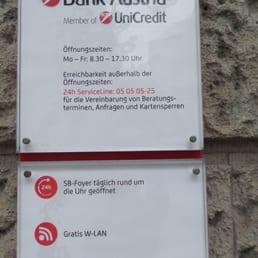 Bank Austria
Member of UniCredit
Öffnungszeiten:
Mo – Fr: 8.30 – 17.30 Uhr
Erreichbarkeit außerhalb der
Öffnungszeiten:
24h ServiceLine: 05 05 05-25
für die Vereinbarung von Beratungs-
terminen, Anfragen und Kartensperren
24h
SB-Foyer täglich rund um
die Uhr geöffnet
Gratis W-LAN